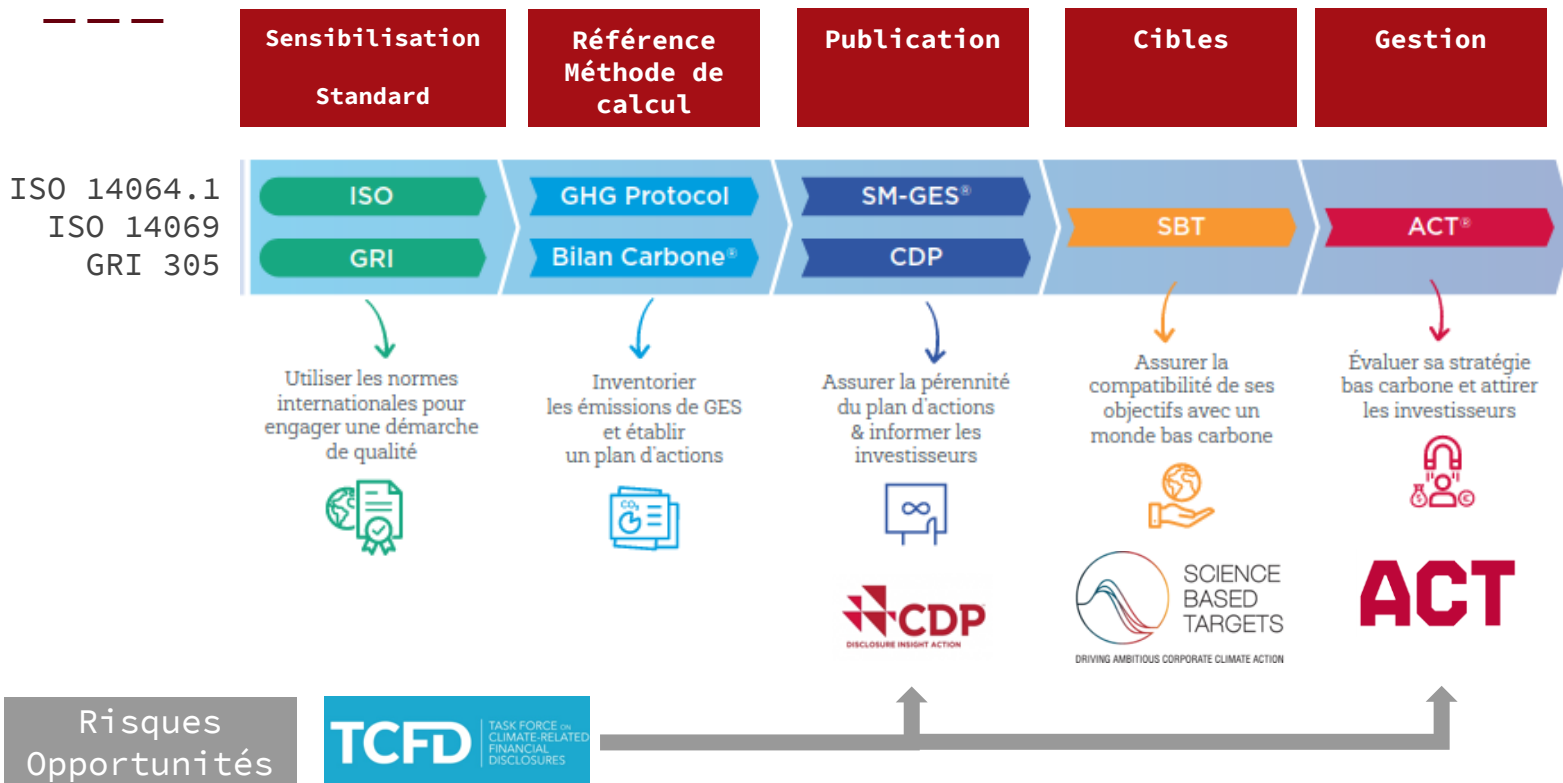 Sensibilisation
Standard
Référence
Méthode de
calcul
Publication
Cibles
Gestion
ISO 14064.1
ISO 14069
GRI 305
ISO
GRI
GHG Protocol
Bilan Carbone®
SM-GES®
CDP
SBT
ACT®
Utiliser les normes
internationales pour
engager une démarche
de qualité
Inventorier
les émissions de GES
et établir
un plan d'actions
CO₂
Assurer la pérennité
du plan d'actions
& informer les
investisseurs
Assurer la
compatibilité de ses
objectifs avec un
monde bas carbone
Évaluer sa stratégie
bas carbone et attirer
les investisseurs
CDP
DISCLOSURE INSIGHT ACTION
SCIENCE
BASED
TARGETS
DRIVING AMBITIOUS CORPORATE CLIMATE ACTION
ACT
Risques
Opportunités
TCFD
TASK FORCE ON
CLIMATE-RELATED
FINANCIAL
DISCLOSURES